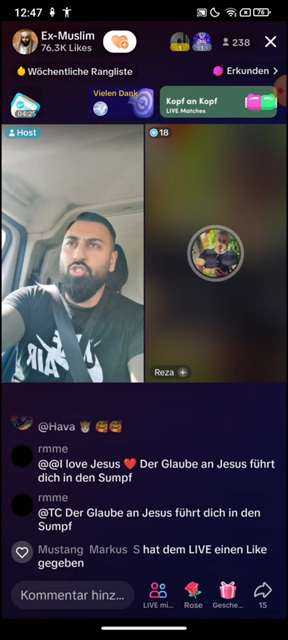 12:47
76
Ex-Muslim
76.3K Likes
1
1
238
Wöchentliche Rangliste
Erkunden >
04:25
Vielen Dank
Kopf an Kopf
LIVE Matches
Host
18
Reza +
@Hava
rmme
@@I love Jesus ❤️ Der Glaube an Jesus führt
dich in den Sumpf
rmme
@TC Der Glaube an Jesus führt dich in den
Sumpf
Mustang Markus S hat dem LIVE einen Like
gegeben
Kommentar hinz...
LIVE mi...
Rose
Gesche...
15